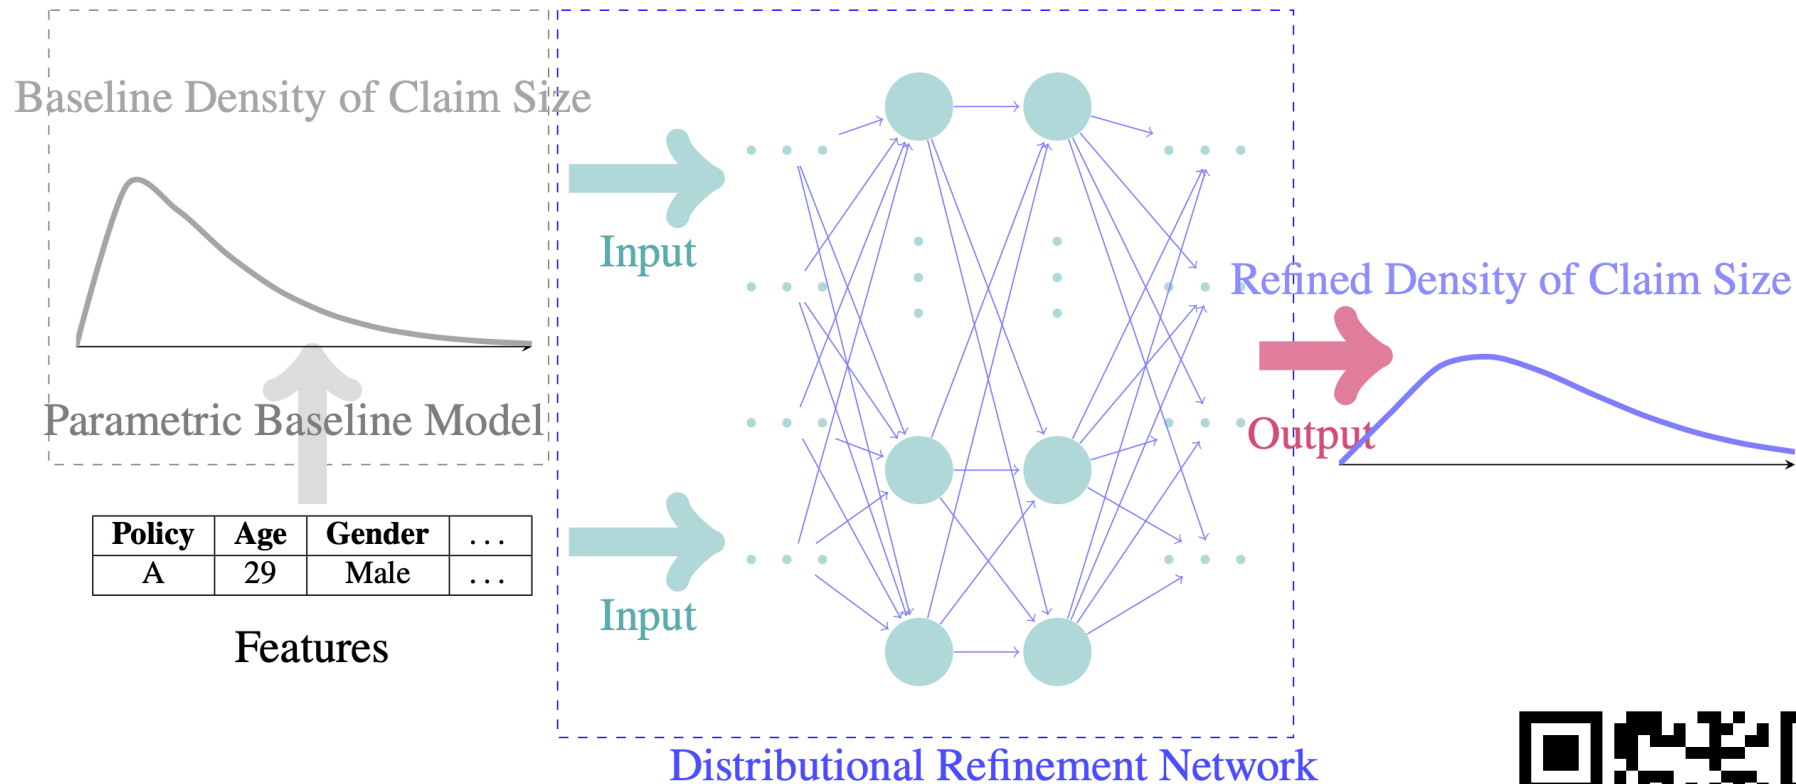 Baseline Density of Claim Size
Input
Refined Density of Claim Size
Parametric Baseline Model
Output
Policy Age Gender ...
A 29 Male ...
Input
Features
Distributional Refinement Network